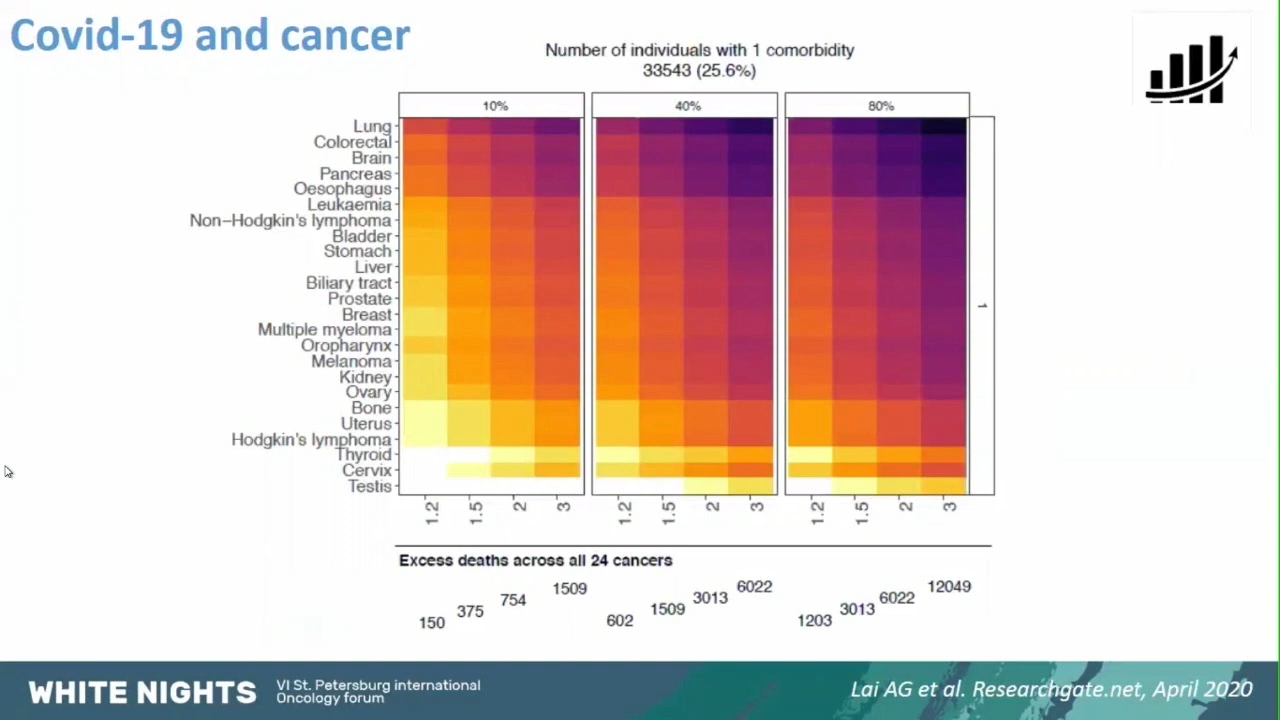 Covid-19 and cancer
Number of individuals with 1 comorbidity
33543 (25.6%)
10% 40% 80%
Lung
Colorectal
Brain
Pancreas
Oesophagus
Leukaemia
Non-Hodgkin's lymphoma
Bladder
Stomach
Liver
Biliary tract
Prostate
Breast
Multiple myeloma
Oropharynx
Melanoma
Kidney
Ovary
Bone
Uterus
Hodgkin's lymphoma
Thyroid
Cervix
Testis
1
1.2 1.5 2 3 1.2 1.5 2 3 1.2 1.5 2 3
Excess deaths across all 24 cancers
150 375 754 1509 602 1509 3013 6022 1203 3013 6022 12049
WHITE NIGHTS
VI St. Petersburg international
Oncology forum
Lai AG et al. Researchgate.net, April 2020